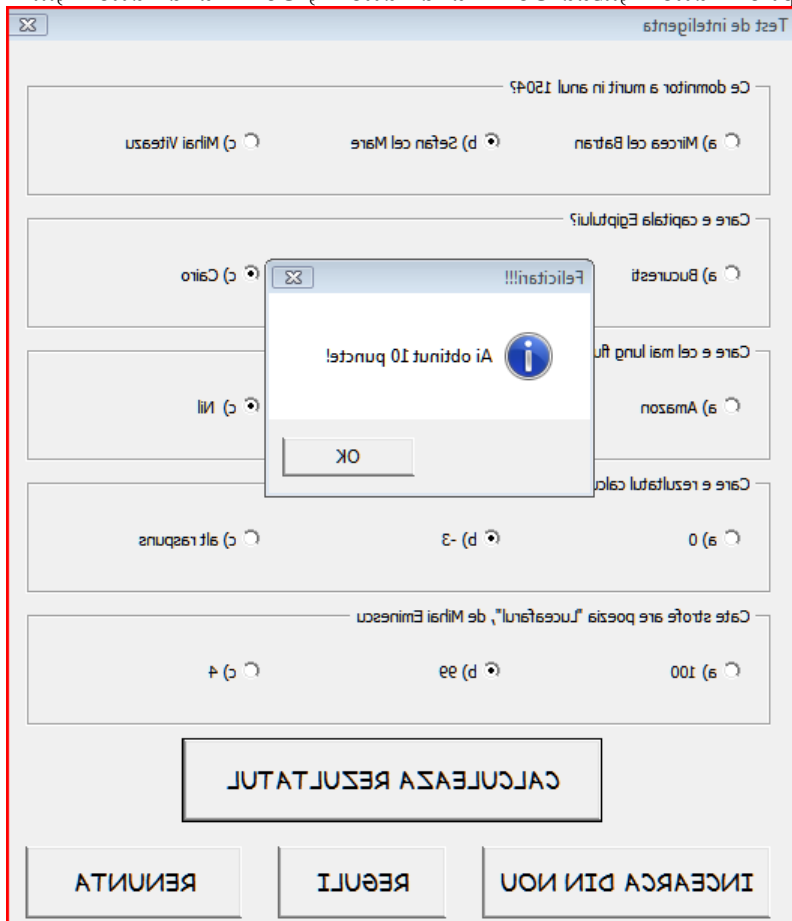 Test de inteligenta
Ce domnitor a murit in anul 1504?
a) Mircea cel Batran b) Sefan cel Mare c) Mihai Viteazu
Care e capitala Egiptului?
a) Bucuresti c) Cairo
Felicitari!!!
Ai obtinut 10 puncte!
OK
Care e cel mai lung
a) Amazon c) Nil
Care e rezultatul
a) 0 b) -3 c) alt raspuns
Cate strofe are poezia "Luceafarul", de Mihai Eminescu
a) 100 b) 99 c) 4
CALCULEAZA REZULTATUL
INCEARCA DIN NOU REGULI RENUNTA